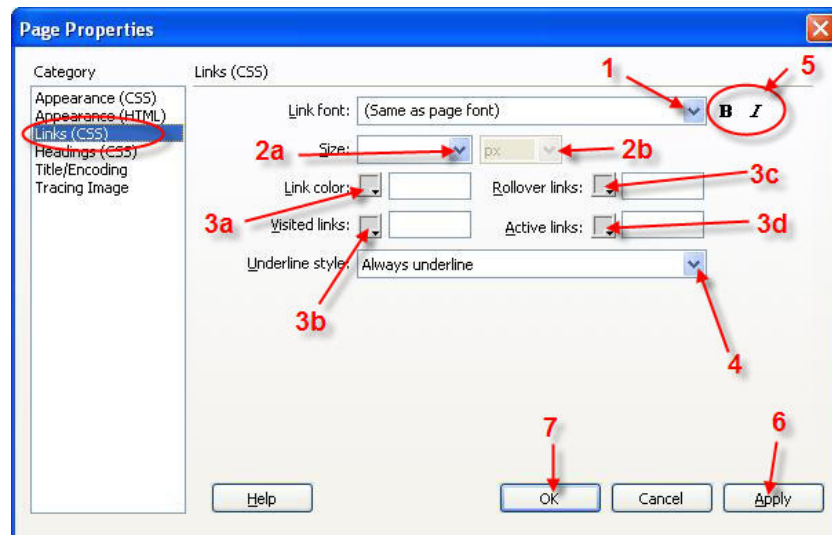 Page Properties
Category
Links (CSS)
1
5
Appearance (CSS)
Appearance (HTML)
Links (CSS)
Headings (CSS)
Title/Encoding
Tracing Image
Link font: (Same as page font) B I
2a Size: px 2b
Link color: Rollover links: 3c
3a Visited links: Active links: 3d
Underline style: Always underline
3b
4
7
6
Help OK Cancel Apply